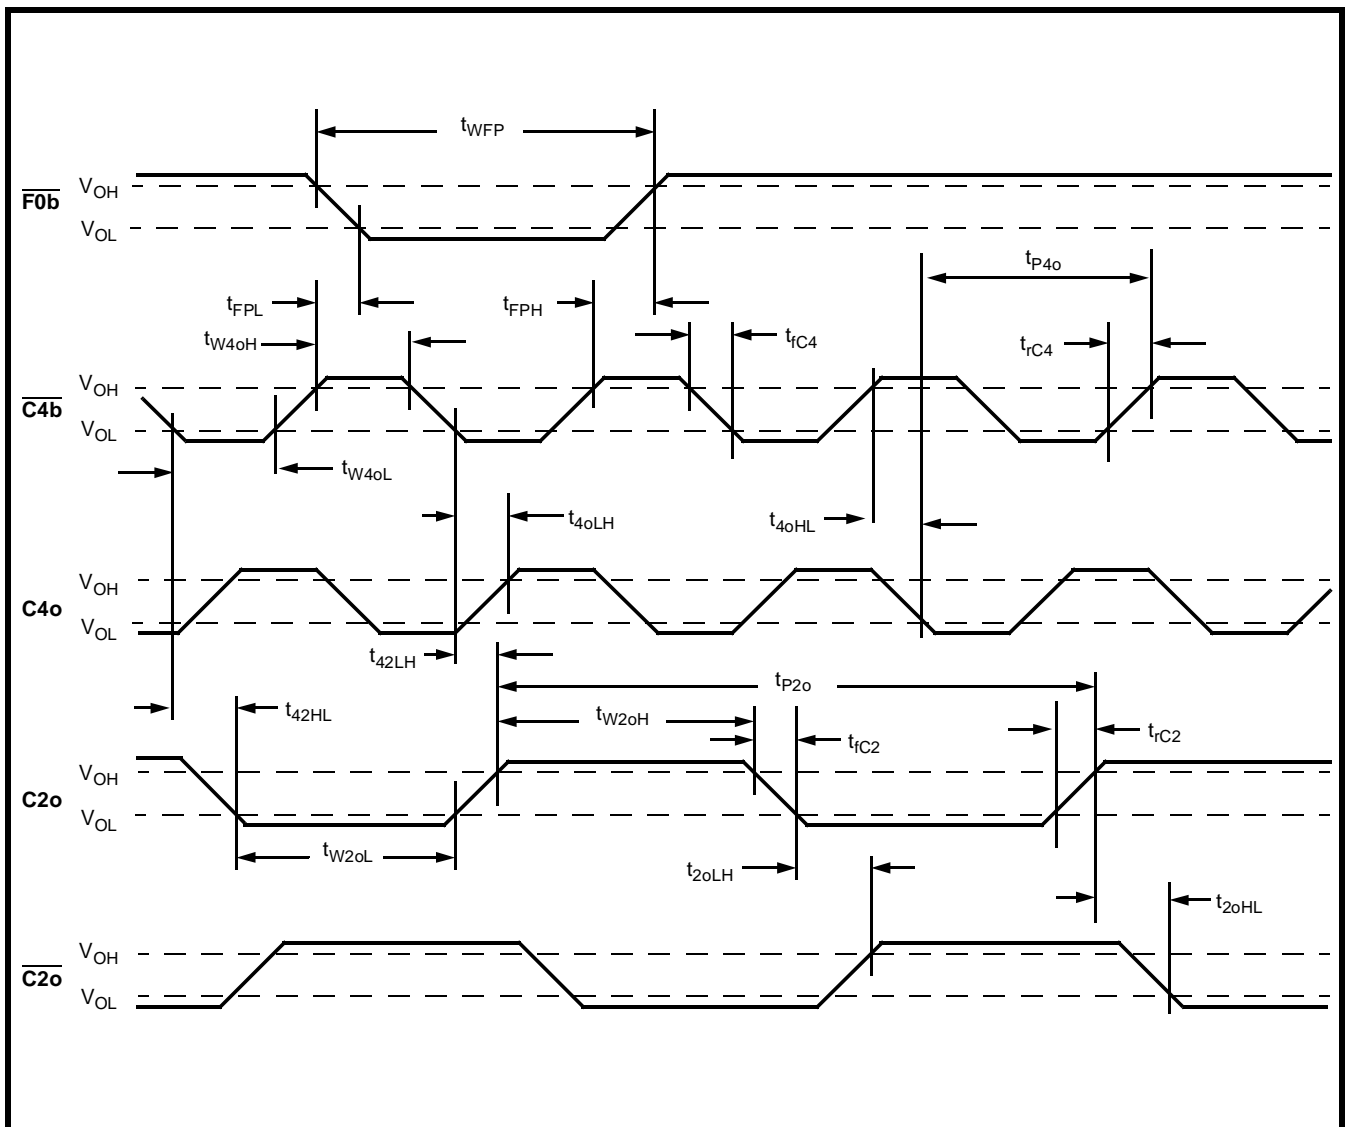 tWFP
F0b
VOH
VOL
tP4o
tFPL
tFPH
tW4oH
tfC4
trC4
C4b
VOH
VOL
tW4oL
t4oLH
t4oHL
C4o
VOH
VOL
t42LH
tP2o
t42HL
tW2oH
tfC2
trC2
C2o
VOH
VOL
tW2oL
t2oLH
t2oHL
C2o
VOH
VOL